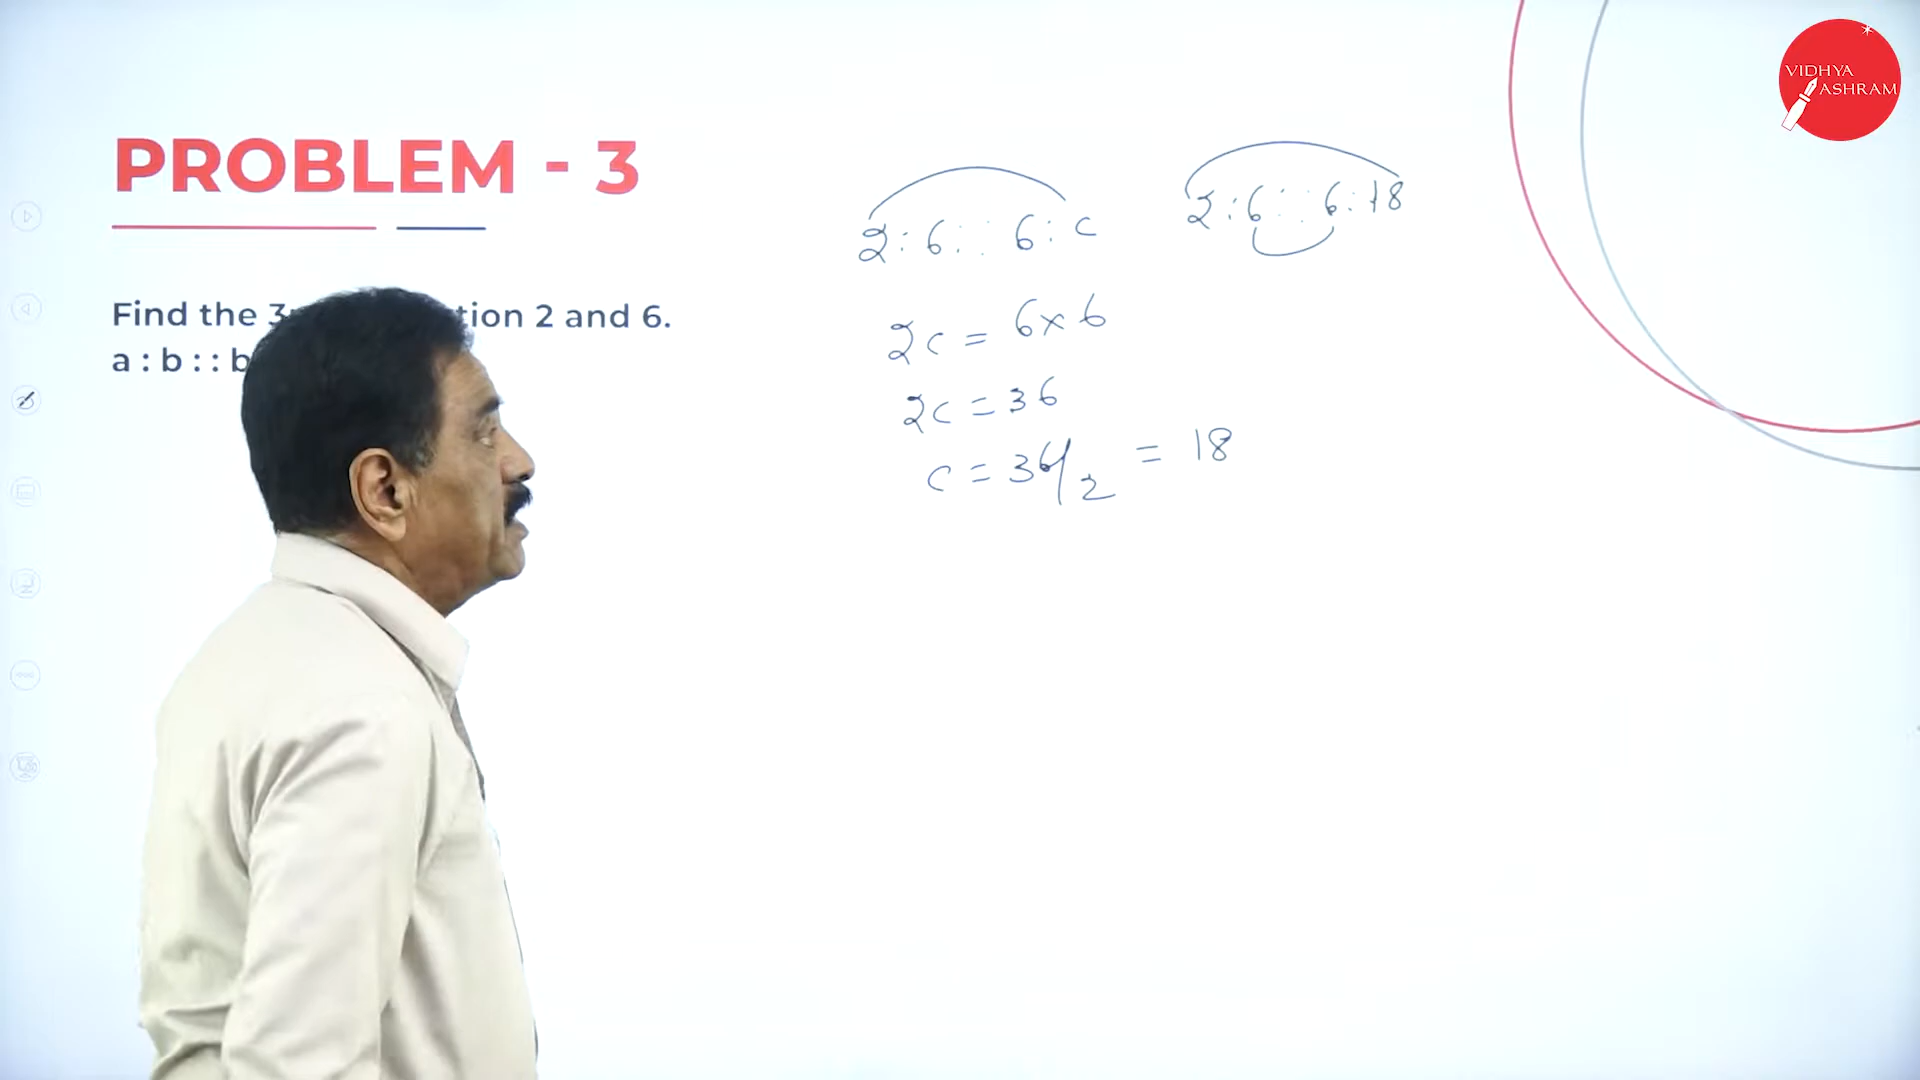 VIDHYA
ASHRAM
PROBLEM - 3
Find the 3 tion 2 and 6.
a : b : : b
2 : 6 : : 6 : c
2c = 6 x 6
2c = 36
c = 36/2 = 18
2 : 6 : : 6 : 18